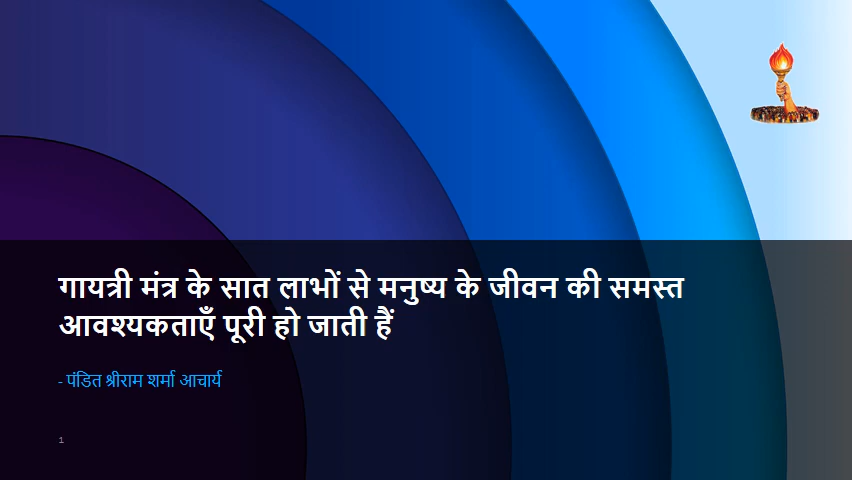 गायत्री मंत्र के सात लाभों से मनुष्य के जीवन की समस्त
आवश्यकताएँ पूरी हो जाती हैं
- पंडित श्रीराम शर्मा आचार्य
1